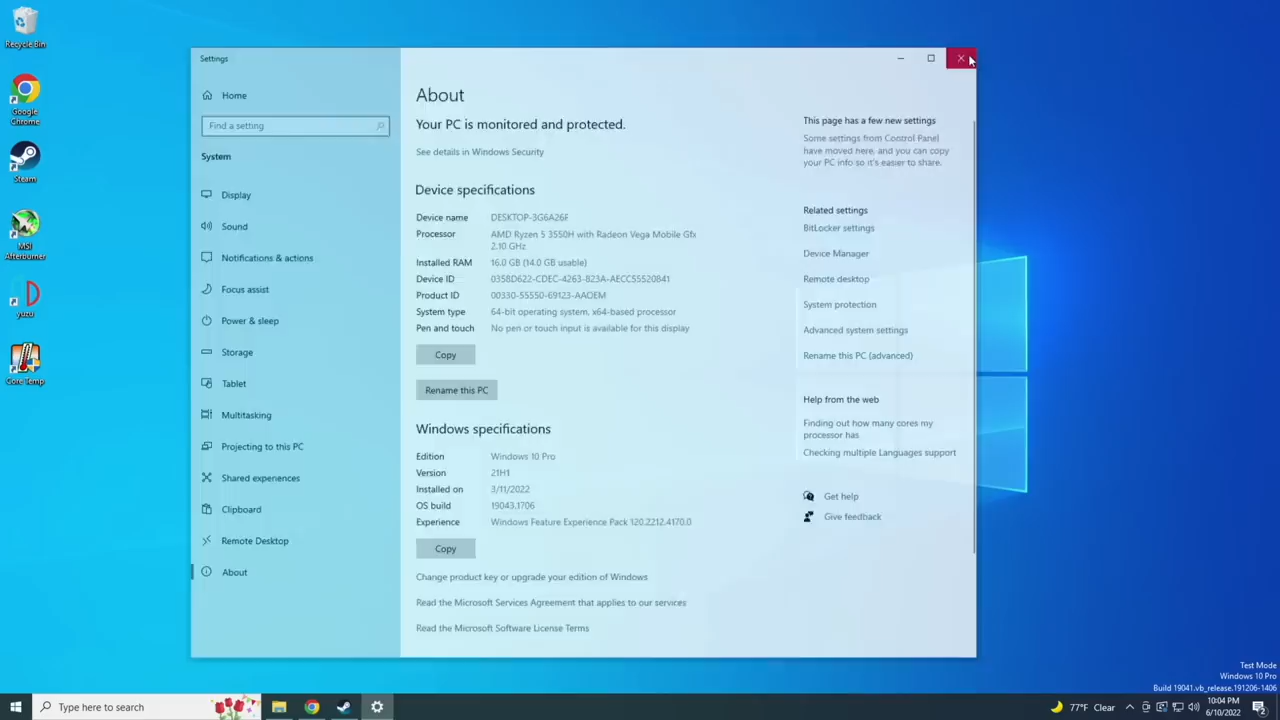 Recycle Bin
Google
Chrome
Steam
MSI
Afterburner
yuzu
Core Temp
Settings
Home
Find a setting
System
Display
Sound
Notifications & actions
Focus assist
Power & sleep
Storage
Tablet
Multitasking
Projecting to this PC
Shared experiences
Clipboard
Remote Desktop
About
About
Your PC is monitored and protected.
See details in Windows Security
Device specifications
Device name DESKTOP-3G6A26F
Processor AMD Ryzen 5 3550H with Radeon Vega Mobile Gfx
2.10 GHz
Installed RAM 16.0 GB (14.0 GB usable)
Device ID 0358D622-CDEC-4263-823A-AECC55520841
Product ID 00330-55550-69123-AAOEM
System type 64-bit operating system, x64-based processor
Pen and touch No pen or touch input is available for this display
Copy
Rename this PC
Windows specifications
Edition Windows 10 Pro
Version 21H1
Installed on 3/11/2022
OS build 19043.1706
Experience Windows Feature Experience Pack 120.2212.4170.0
Copy
Change product key or upgrade your edition of Windows
Read the Microsoft Services Agreement that applies to our services
Read the Microsoft Software License Terms
This page has a few new settings
Some settings from Control Panel
have moved here, and you can copy
your PC info so it's easier to share.
Related settings
BitLocker settings
Device Manager
Remote desktop
System protection
Advanced system settings
Rename this PC (advanced)
Help from the web
Finding out how many cores my
processor has
Checking multiple Languages support
Get help
Give feedback
Test Mode
Windows 10 Pro
Build 19041.vb_release.191206-1406
Type here to search
77°F Clear
10:04 PM
6/10/2022
2